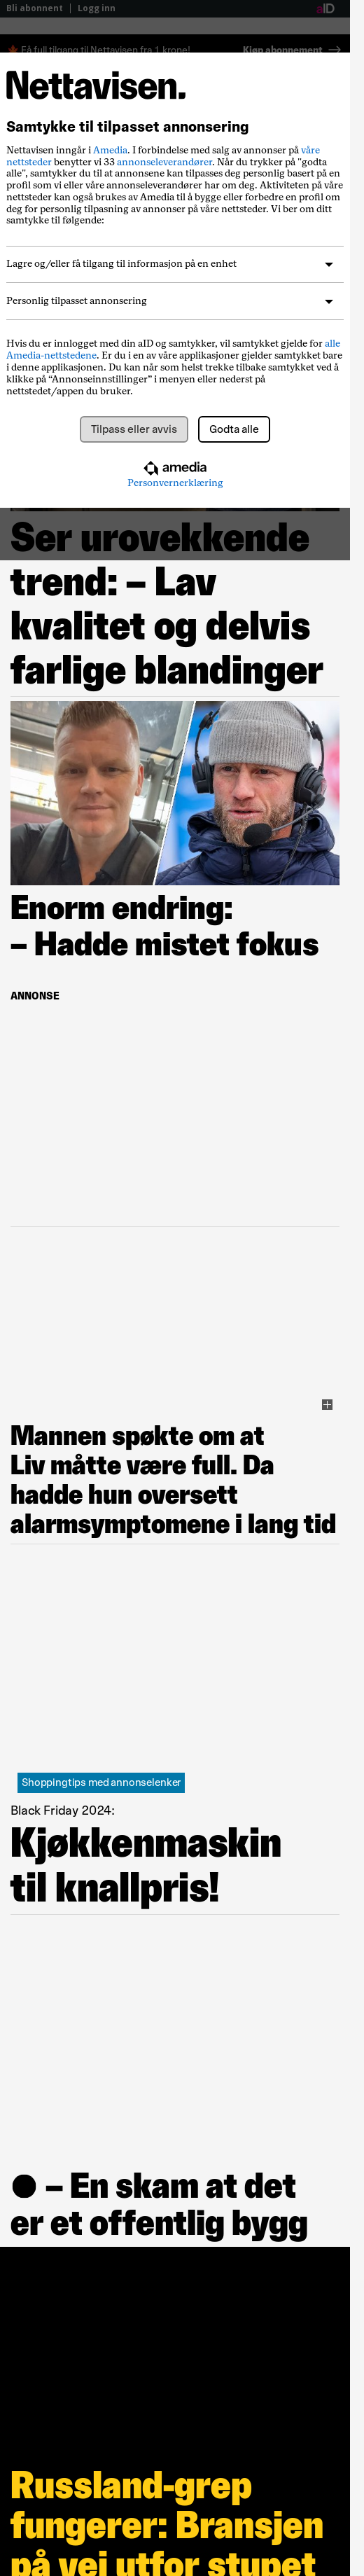 Bli abonnent | Logg inn
aID
Få full tilgang til Nettavisen fra 1 krone!
Kjøp abonnement →
Nettavisen.
Samtykke til tilpasset annonsering
Nettavisen inngår i Amedia. I forbindelse med salg av annonser på våre
nettsteder benytter vi 33 annonseleverandører. Når du trykker på "godta
alle", samtykker du til at annonsene kan tilpasses deg personlig basert på en
profil som vi eller våre annonseleverandører har om deg. Aktiviteten på våre
nettsteder kan også brukes av Amedia til å bygge eller forbedre en profil om
deg for personlig tilpasning av annonser på våre nettsteder. Vi ber om ditt
samtykke til følgende:
Lagre og/eller få tilgang til informasjon på en enhet
Personlig tilpasset annonsering
Hvis du er innlogget med din aID og samtykker, vil samtykket gjelde for alle
Amedia-nettstedene. Er du i en av våre applikasjoner gjelder samtykket bare
i denne applikasjonen. Du kan når som helst trekke tilbake samtykket ved å
klikke på “Annonseinnstillinger” i menyen eller nederst på
nettstedet/appen du bruker.
Tilpass eller avvis
Godta alle
amedia
Personvernerklæring
Ser urovekkende
trend: – Lav
kvalitet og delvis
farlige blandinger
Enorm endring:
– Hadde mistet fokus
ANNONSE
Mannen spøkte om at
Liv måtte være full. Da
hadde hun oversett
alarmsymptomene i lang tid
Shoppingtips med annonselenker
Black Friday 2024:
Kjøkkenmaskin
til knallpris!
● – En skam at det
er et offentlig bygg
Russland-grep
fungerer: Bransjen
på vei utfor stupet